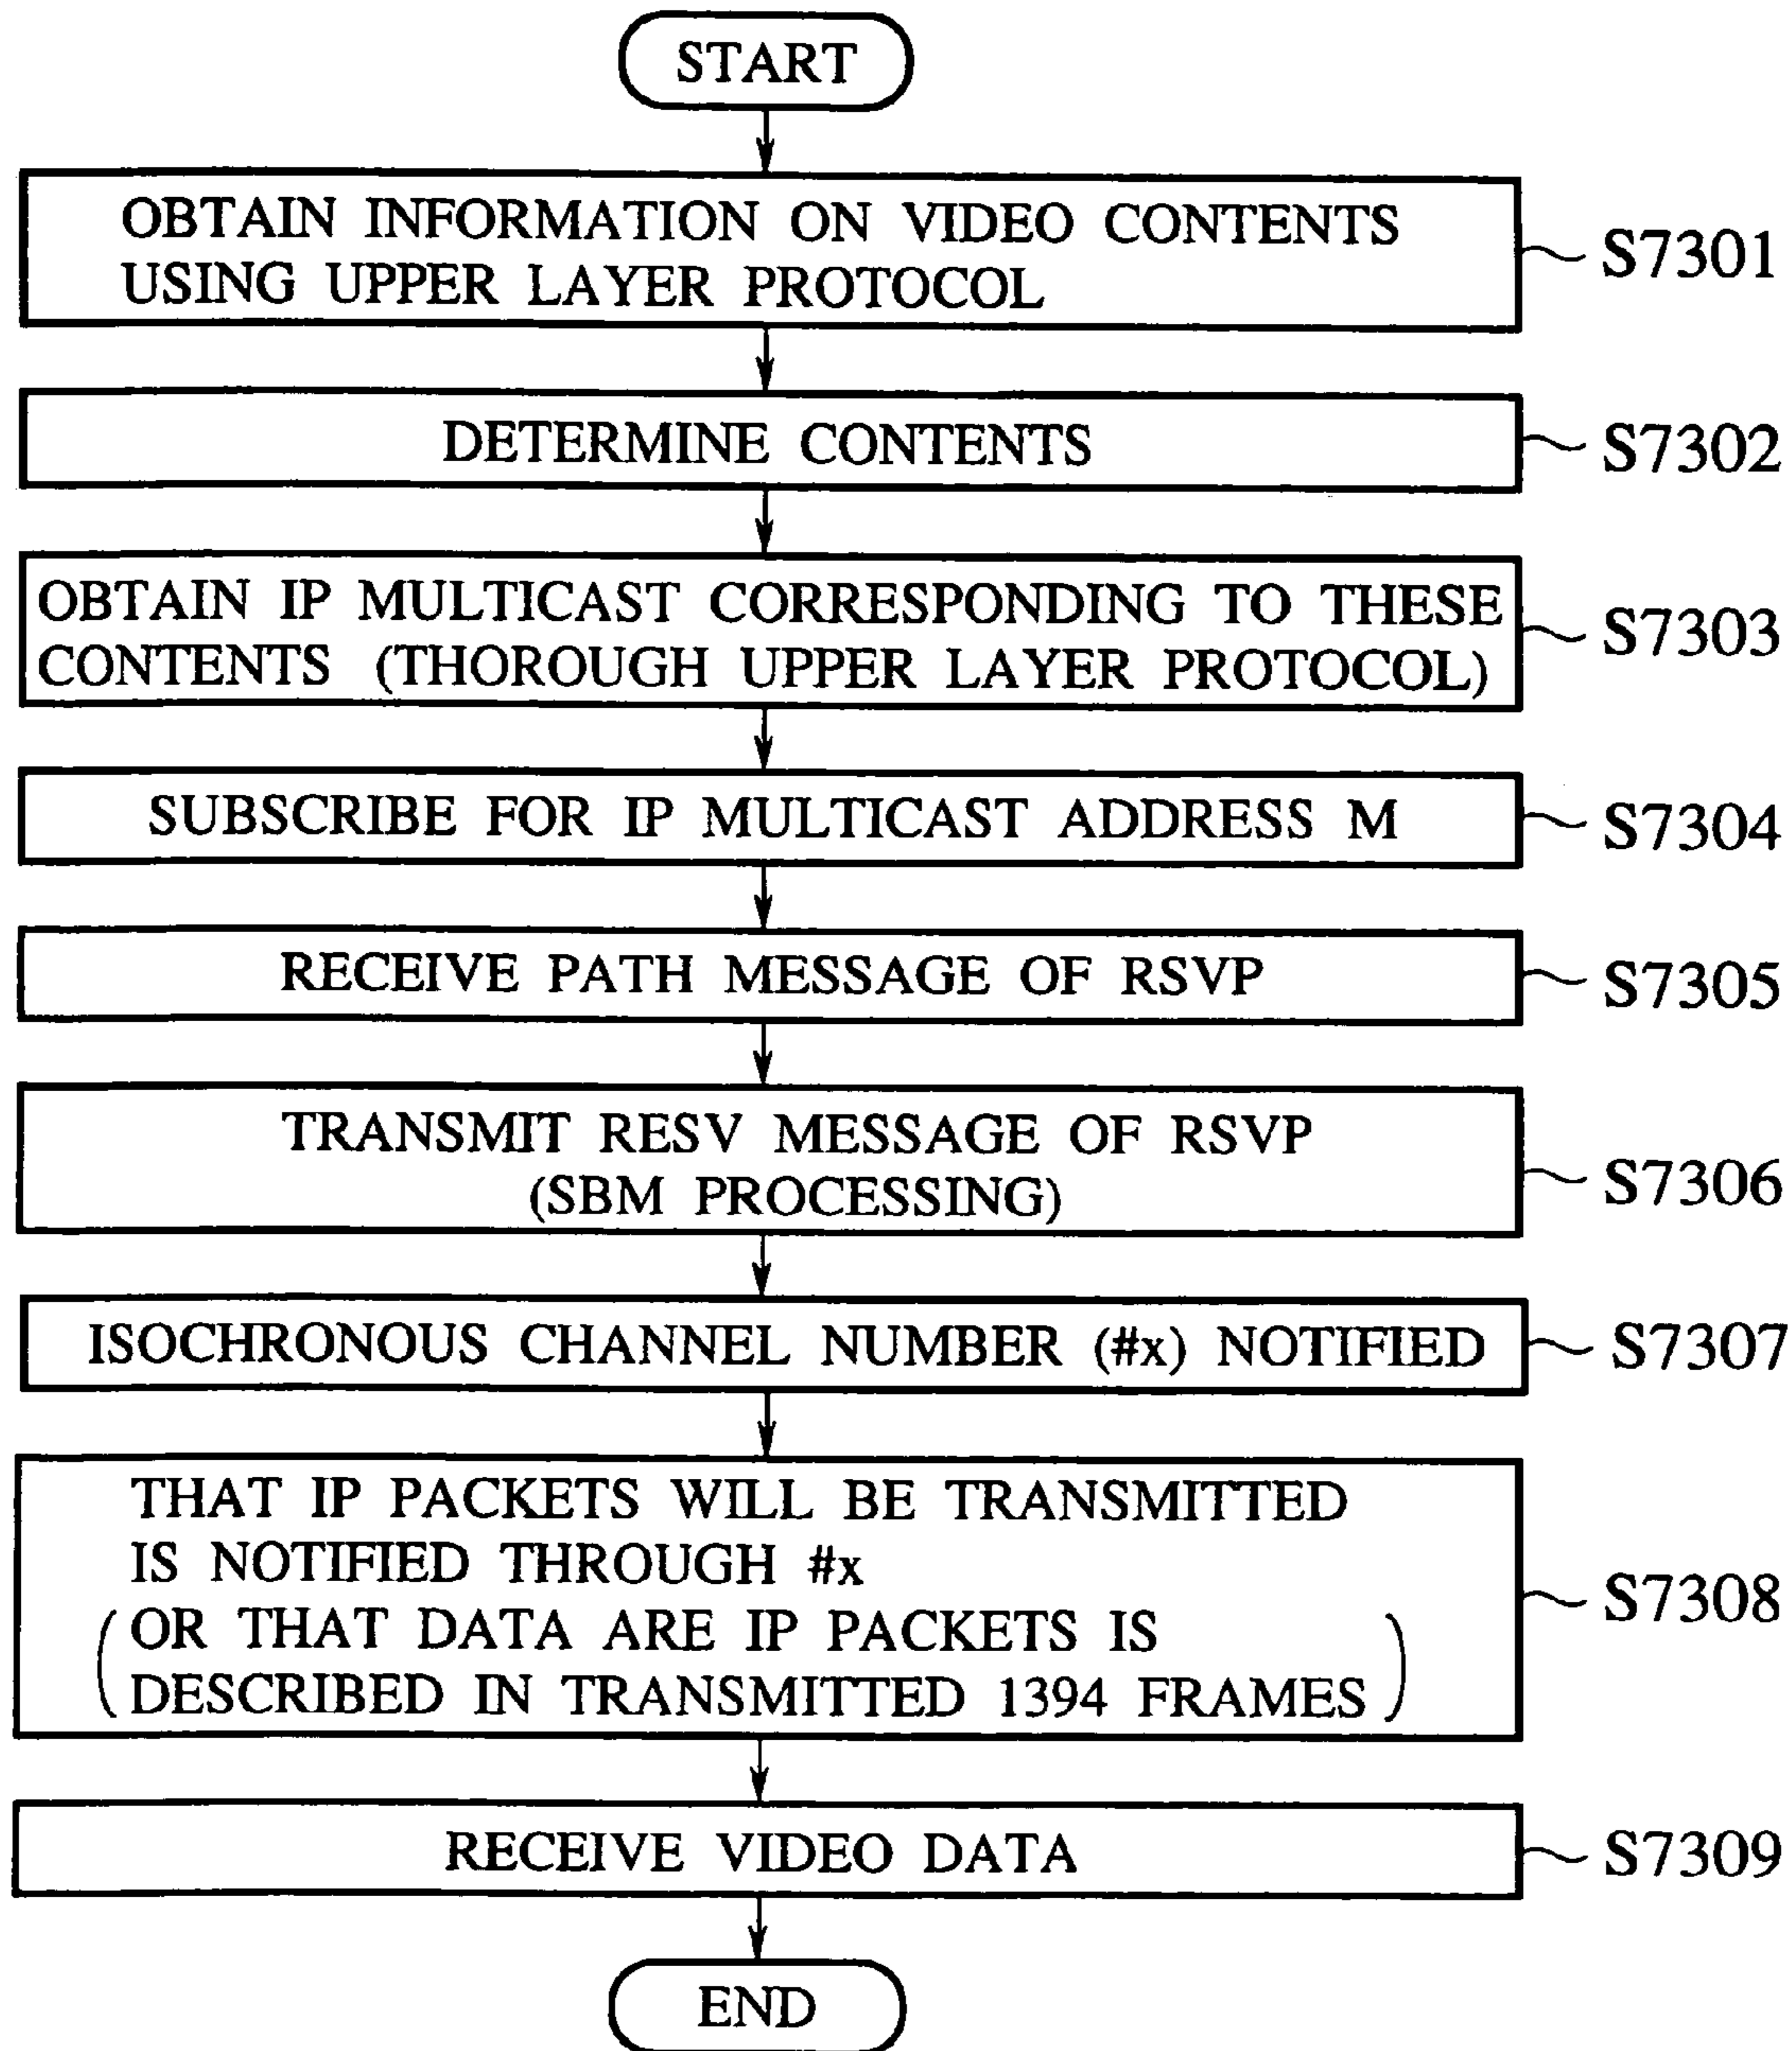 START
OBTAIN INFORMATION ON VIDEO CONTENTS
USING UPPER LAYER PROTOCOL
S7301
DETERMINE CONTENTS
S7302
OBTAIN IP MULTICAST CORRESPONDING TO THESE
CONTENTS (THOROUGH UPPER LAYER PROTOCOL)
S7303
SUBSCRIBE FOR IP MULTICAST ADDRESS M
S7304
RECEIVE PATH MESSAGE OF RSVP
S7305
TRANSMIT RESV MESSAGE OF RSVP
(SBM PROCESSING)
S7306
ISOCHRONOUS CHANNEL NUMBER (#x) NOTIFIED
S7307
THAT IP PACKETS WILL BE TRANSMITTED
IS NOTIFIED THROUGH #x
(OR THAT DATA ARE IP PACKETS IS
DESCRIBED IN TRANSMITTED 1394 FRAMES)
S7308
RECEIVE VIDEO DATA
S7309
END